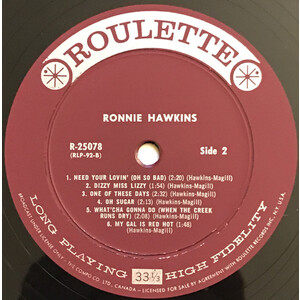 ROULETTE
RONNIE HAWKINS
R-25078
(RLP-92-B)
Side 2
1. NEED YOUR LOVIN' (OH SO BAD) (2:20) (Hawkins-Magill)
2. DIZZY MISS LIZZY (1:54) (Hawkins-Magill)
3. ONE OF THESE DAYS (2:32) (Hawkins-Magill)
4. OH SUGAR (2:13)
(Hawkins-Magill)
5. WHAT'CHA GONNA DO (WHEN THE CREEK
RUNS DRY) (2:08) (Hawkins-Magill)
6. MY GAL IS RED HOT (1:48)
(Hawkins-Magill)
LONG PLAYING 33⅓ HIGH FIDELITY